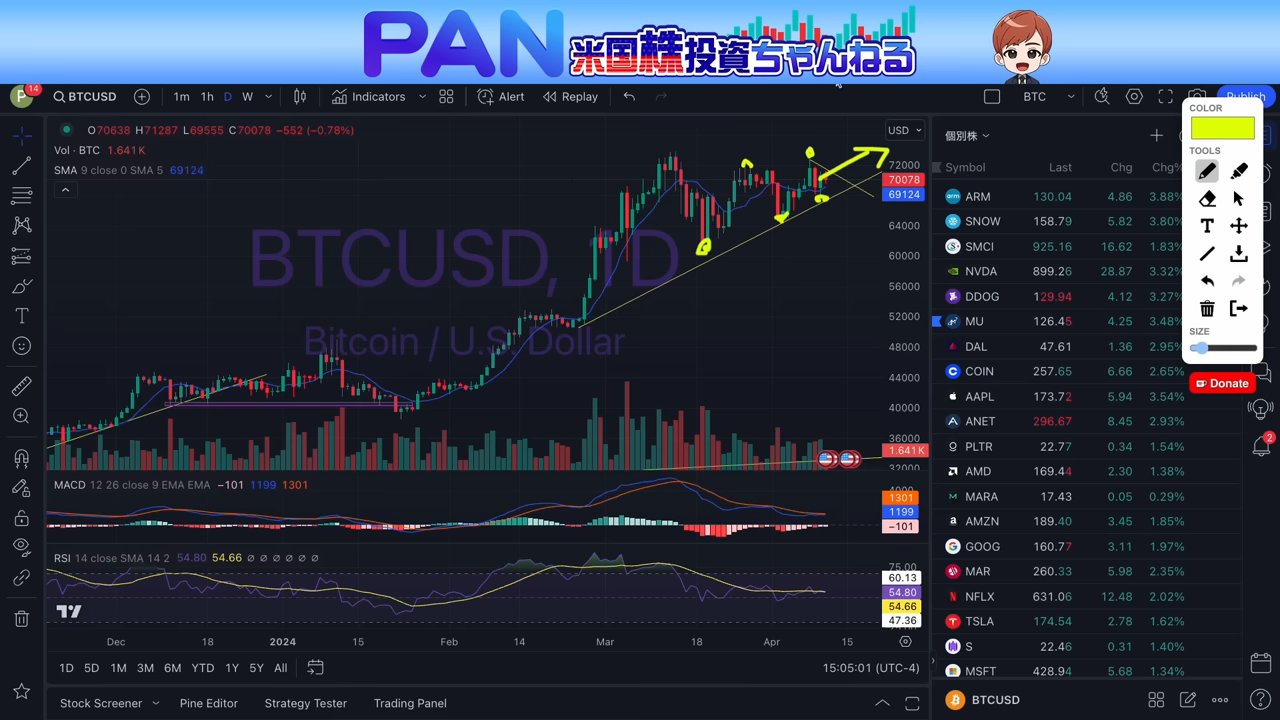 PAN 米国株投資ちゃんねる
P 14 BTCUSD 1m 1h D W Indicators Alert Replay BTC Publish
O70638 H71287 L69555 C70078 −552 (−0.78%)
Vol · BTC 1.641K
SMA 9 close 0 SMA 5 69124
USD
72000
70078
69124
64000
60000
56000
52000
48000
44000
40000
36000
1.641K
32000
BTCUSD, 1D
Bitcoin / U.S. Dollar
MACD 12 26 close 9 EMA EMA −101 1199 1301
4000
1301
1199
−101
RSI 14 close SMA 14 2 54.80 54.66 ∅ ∅ ∅ ∅ ∅ ∅
75.00
60.13
54.80
54.66
47.36
Dec 18 2024 15 Feb 14 Mar 18 Apr 15
1D 5D 1M 3M 6M YTD 1Y 5Y All
15:05:01 (UTC-4)
Stock Screener Pine Editor Strategy Tester Trading Panel
個別株
Symbol Last Chg Chg%
ARM 130.04 4.86 3.88%
SNOW 158.79 5.82 3.80%
SMCI 925.16 16.62 1.83%
NVDA 899.26 28.87 3.32%
DDOG 129.94 4.12 3.27%
MU 126.45 4.25 3.48%
DAL 47.61 1.36 2.95%
COIN 257.65 6.66 2.65%
AAPL 173.72 5.94 3.54%
ANET 296.67 8.45 2.93%
PLTR 22.77 0.34 1.54%
AMD 169.44 2.30 1.38%
MARA 17.43 0.05 0.29%
AMZN 189.40 3.45 1.85%
GOOG 160.77 3.11 1.97%
MAR 260.33 5.98 2.35%
NFLX 631.06 12.48 2.02%
TSLA 174.54 2.78 1.62%
S 22.46 0.31 1.40%
MSFT 428.94 5.68 1.34%
BTCUSD
COLOR
TOOLS
T
SIZE
Donate
2